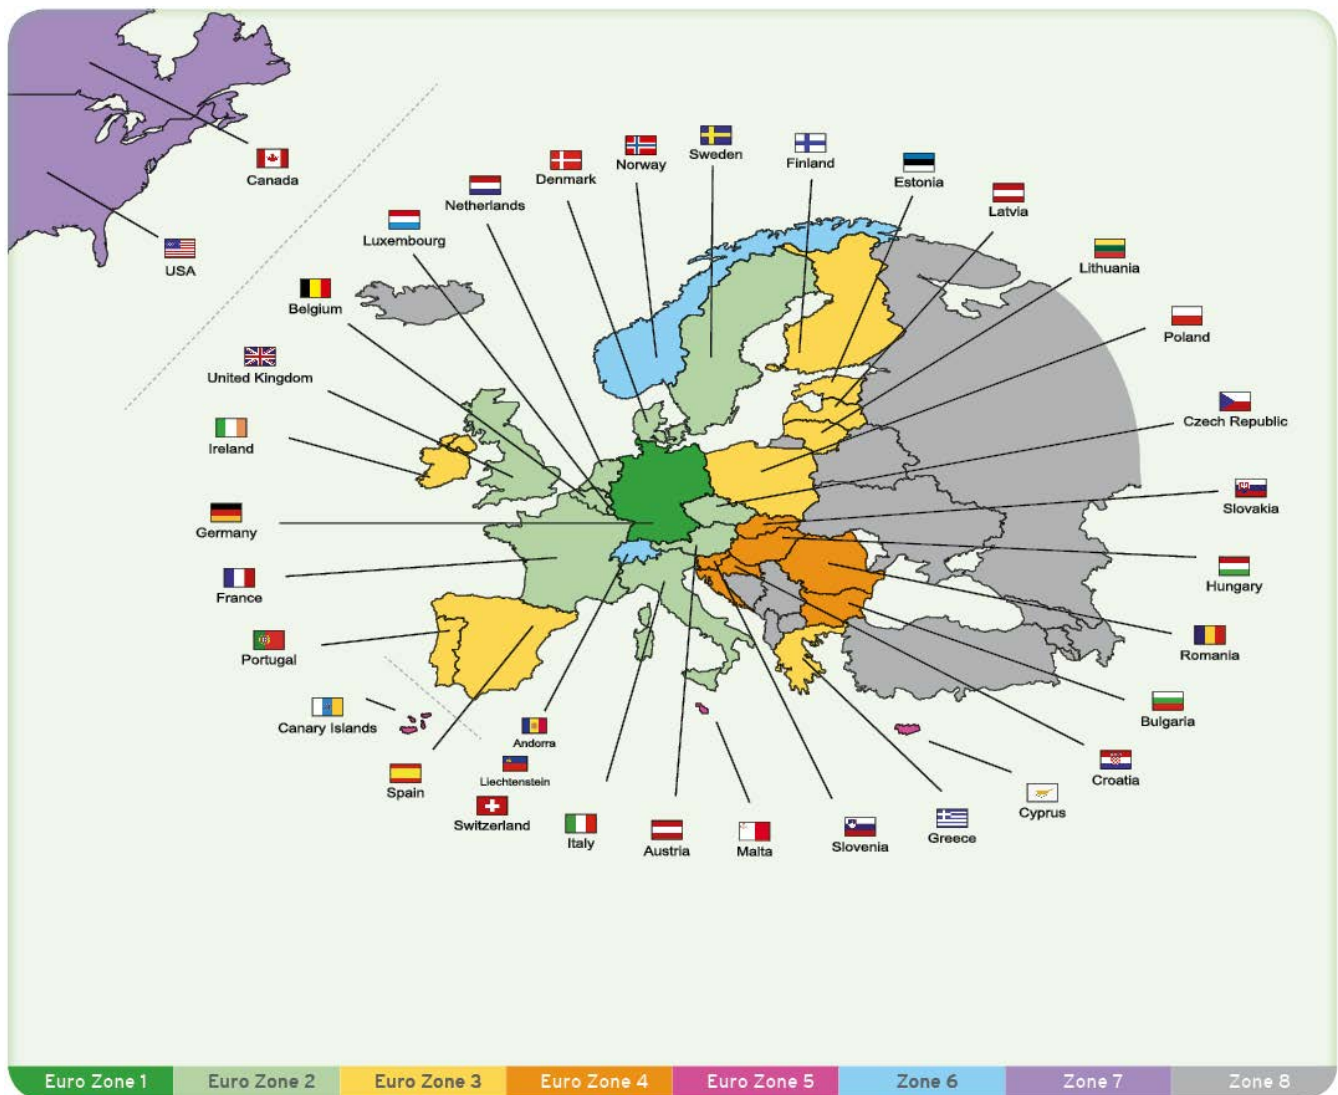 Canada
USA
Luxembourg
Netherlands
Denmark
Norway
Sweden
Finland
Estonia
Latvia
Lithuania
Poland
Czech Republic
Slovakia
Hungary
Romania
Bulgaria
Croatia
Cyprus
Greece
Slovenia
Malta
Austria
Italy
Switzerland
Liechtenstein
Andorra
Spain
Canary Islands
Portugal
France
Germany
Ireland
United Kingdom
Belgium
Euro Zone 1
Euro Zone 2
Euro Zone 3
Euro Zone 4
Euro Zone 5
Zone 6
Zone 7
Zone 8